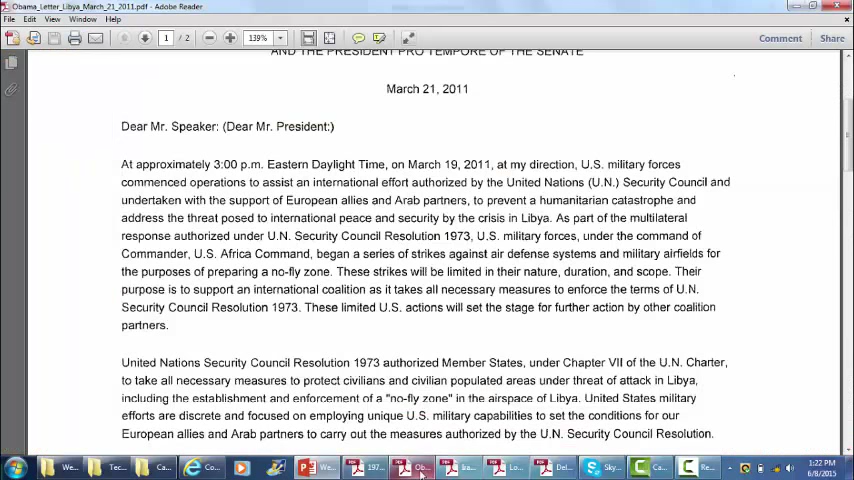 Obama_Letter_Libya_March_21_2011.pdf - Adobe Reader
File Edit View Window Help
1 / 2 139% Comment Share
AND THE PRESIDENT PRO TEMPORE OF THE SENATE
March 21, 2011
Dear Mr. Speaker: (Dear Mr. President:)
At approximately 3:00 p.m. Eastern Daylight Time, on March 19, 2011, at my direction, U.S. military forces
commenced operations to assist an international effort authorized by the United Nations (U.N.) Security Council and
undertaken with the support of European allies and Arab partners, to prevent a humanitarian catastrophe and
address the threat posed to international peace and security by the crisis in Libya. As part of the multilateral
response authorized under U.N. Security Council Resolution 1973, U.S. military forces, under the command of
Commander, U.S. Africa Command, began a series of strikes against air defense systems and military airfields for
the purposes of preparing a no-fly zone. These strikes will be limited in their nature, duration, and scope. Their
purpose is to support an international coalition as it takes all necessary measures to enforce the terms of U.N.
Security Council Resolution 1973. These limited U.S. actions will set the stage for further action by other coalition
partners.
United Nations Security Council Resolution 1973 authorized Member States, under Chapter VII of the U.N. Charter,
to take all necessary measures to protect civilians and civilian populated areas under threat of attack in Libya,
including the establishment and enforcement of a "no-fly zone" in the airspace of Libya. United States military
efforts are discrete and focused on employing unique U.S. military capabilities to set the conditions for our
European allies and Arab partners to carry out the measures authorized by the U.N. Security Council Resolution.
We... Tec... Ca... Co... We... 197... Ob... Ira... Lo... Del... Sky... Ca... Re... 1:22 PM
6/8/2015